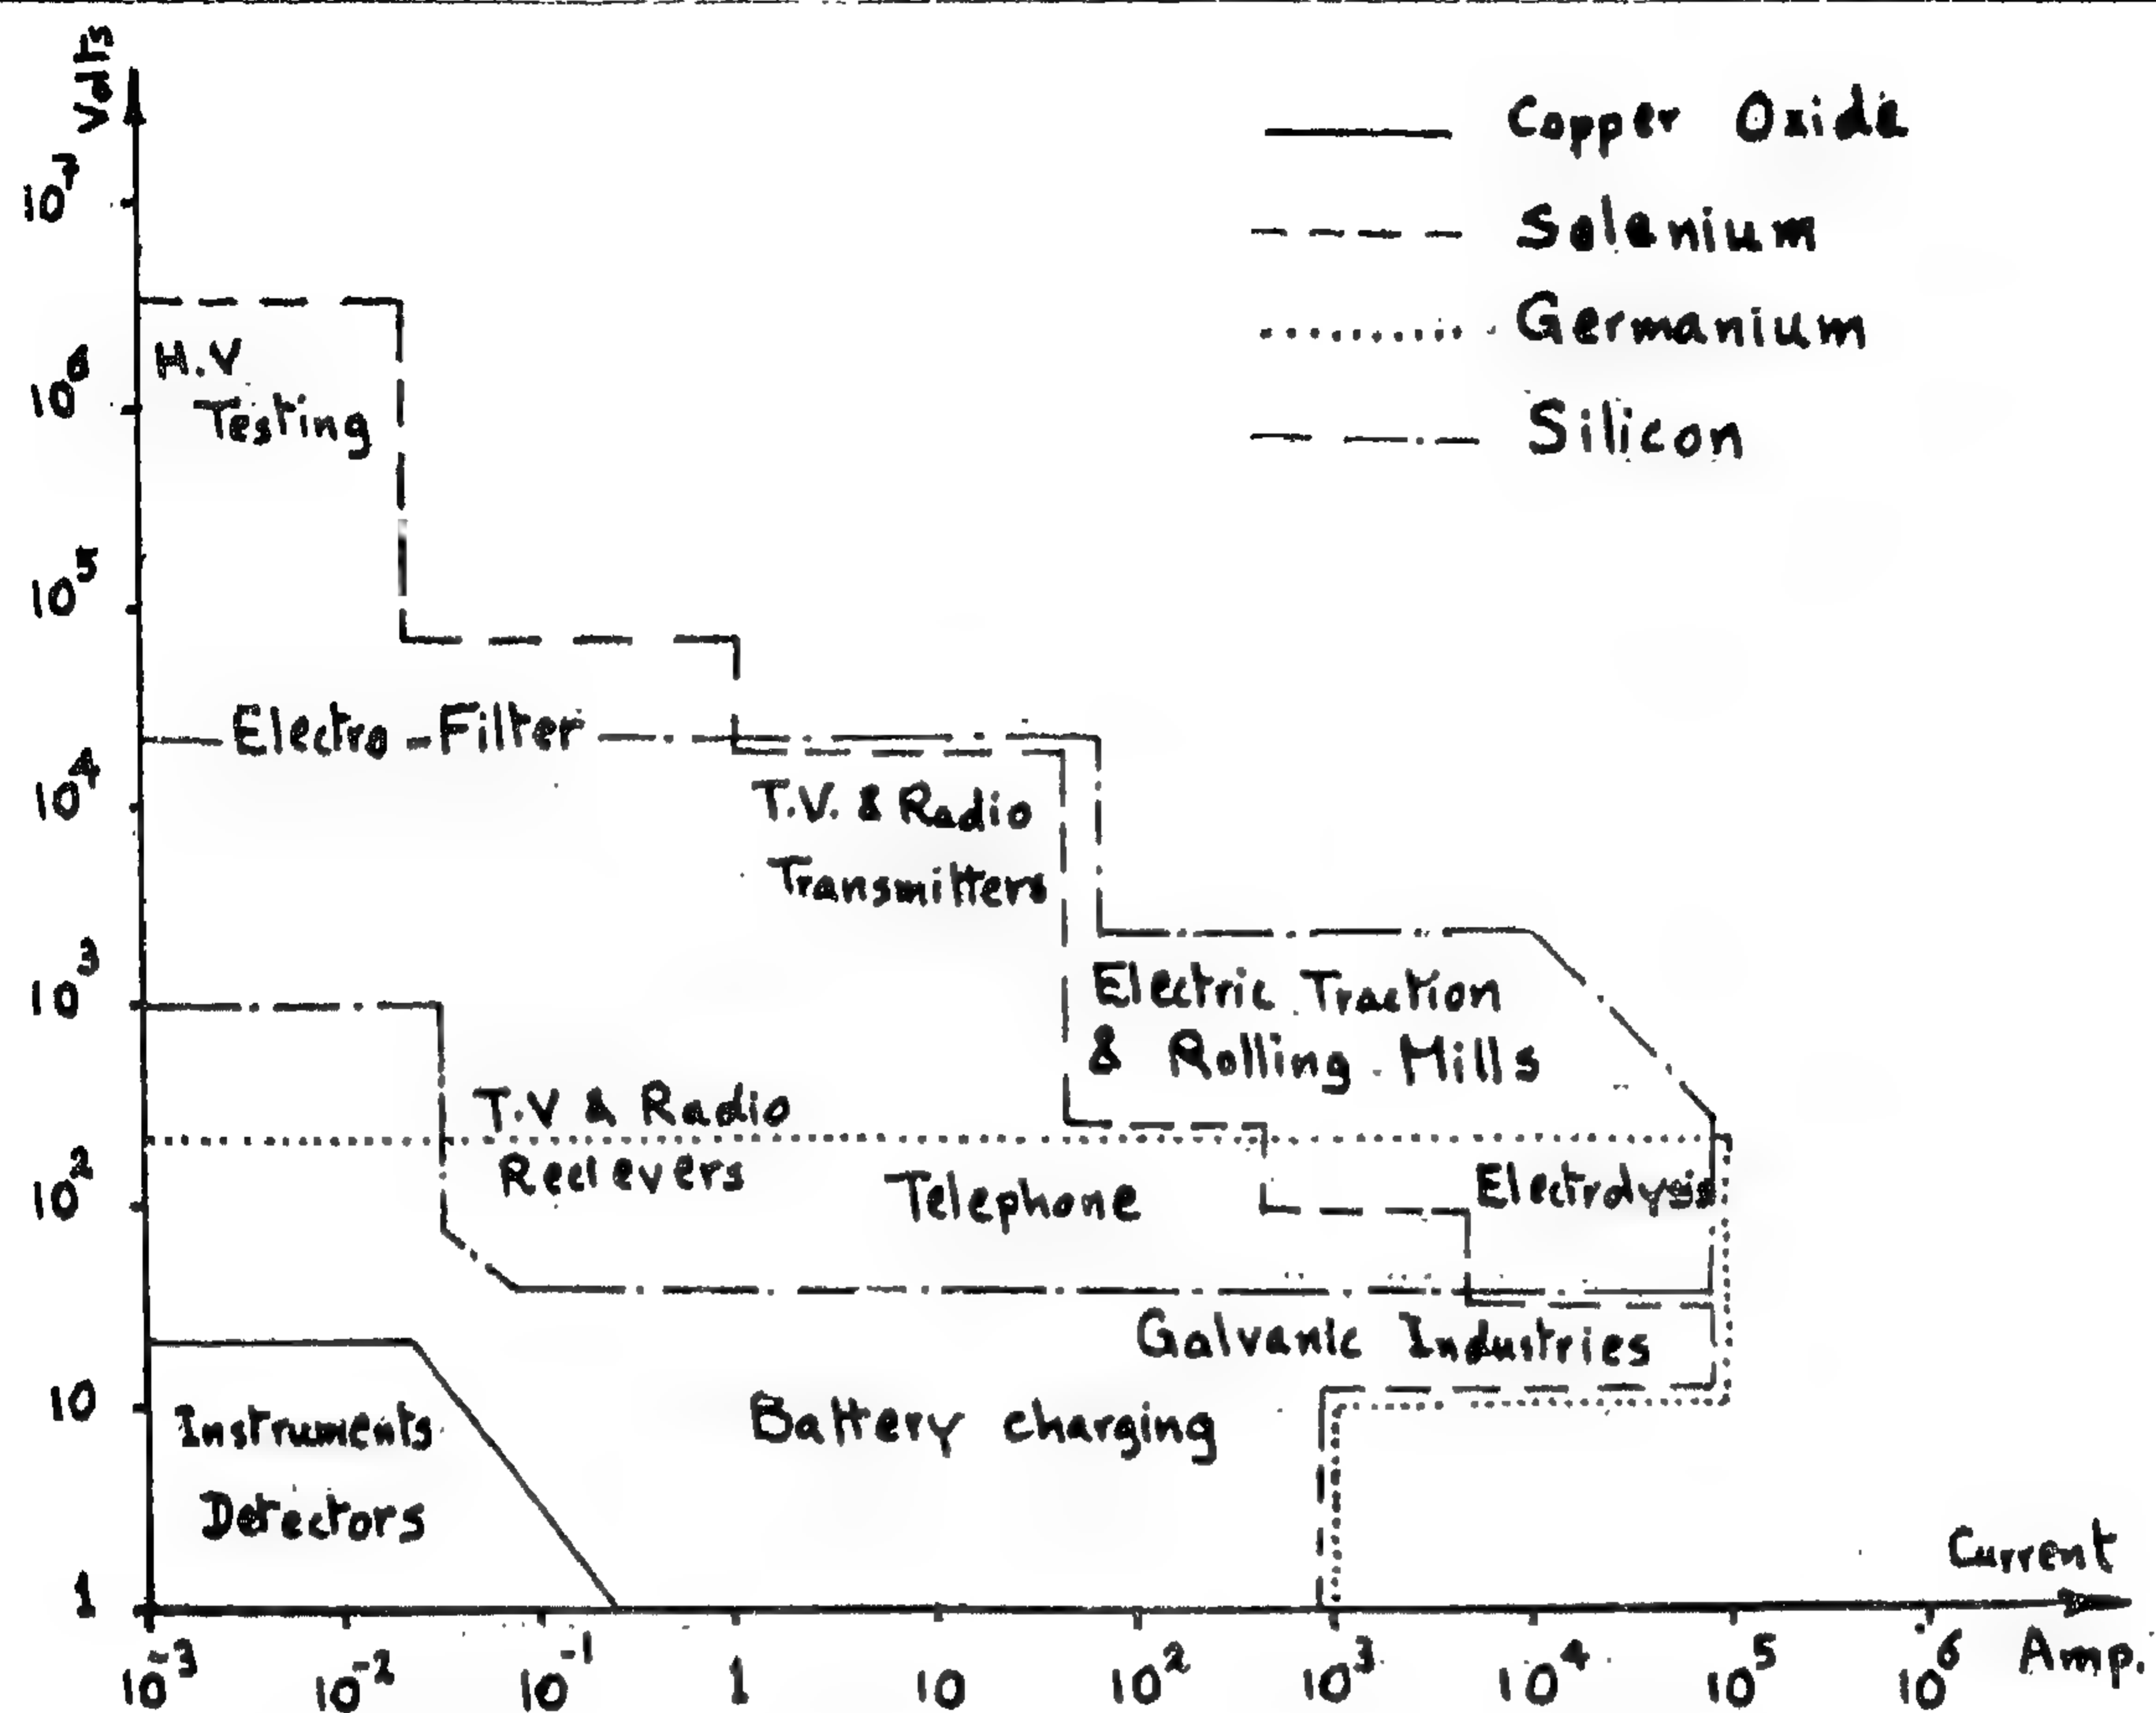 Volts
Copper Oxide
Selenium
Germanium
Silicon
10⁷
10⁶
10⁵
10⁴
10³
10²
10
1
H.V
Testing
Electro-Filter
T.V. & Radio
Transmitters
Electric Traction
& Rolling Mills
T.V & Radio
Recievers
Telephone
Electrolysis
Galvanic Industries
Instruments
Detectors
Battery charging
Current
Amp.
10⁻³ 10⁻² 10⁻¹ 1 10 10² 10³ 10⁴ 10⁵ 10⁶